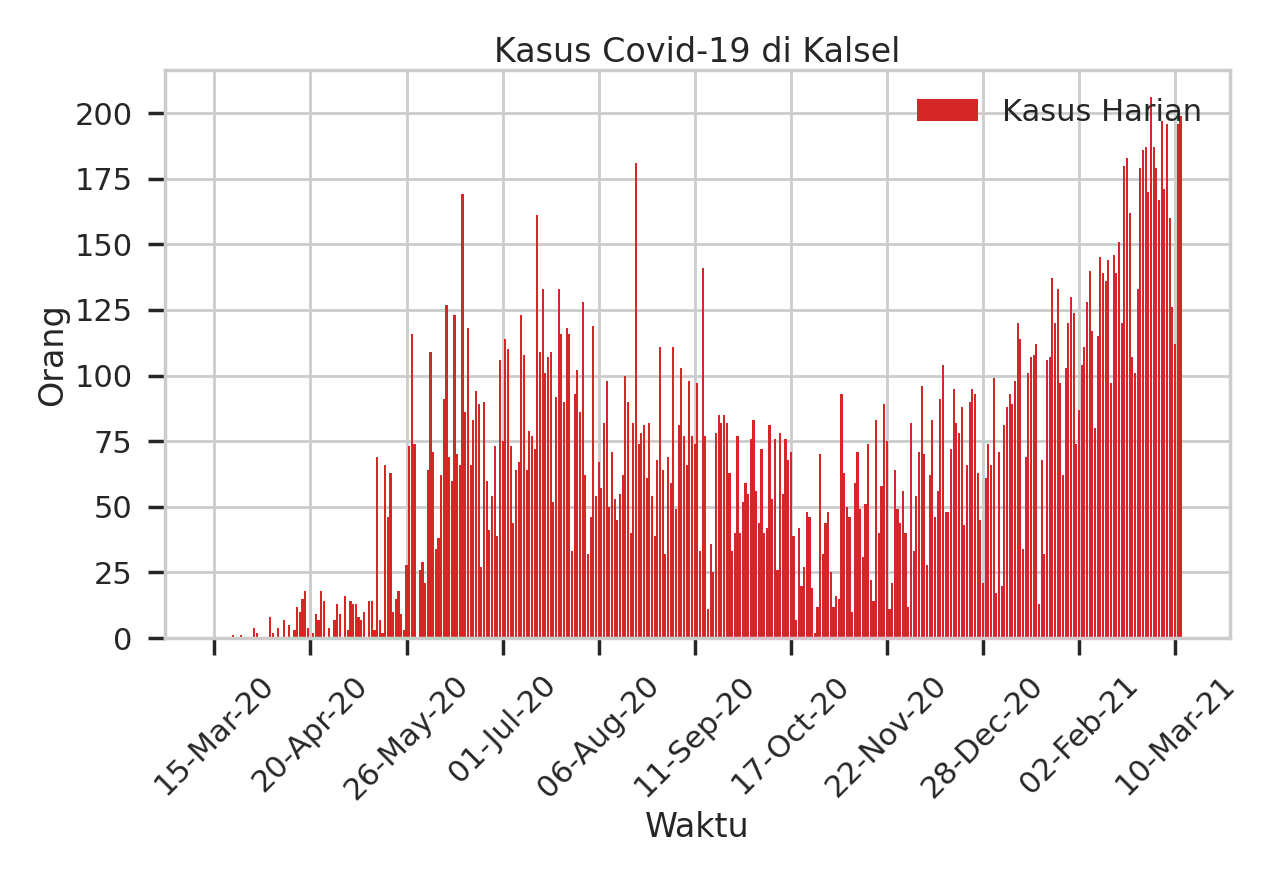 Kasus Covid-19 di Kalsel
Kasus Harian
Orang
200
175
150
125
100
75
50
25
0
15-Mar-20
20-Apr-20
26-May-20
01-Jul-20
06-Aug-20
11-Sep-20
17-Oct-20
22-Nov-20
28-Dec-20
02-Feb-21
10-Mar-21
Waktu